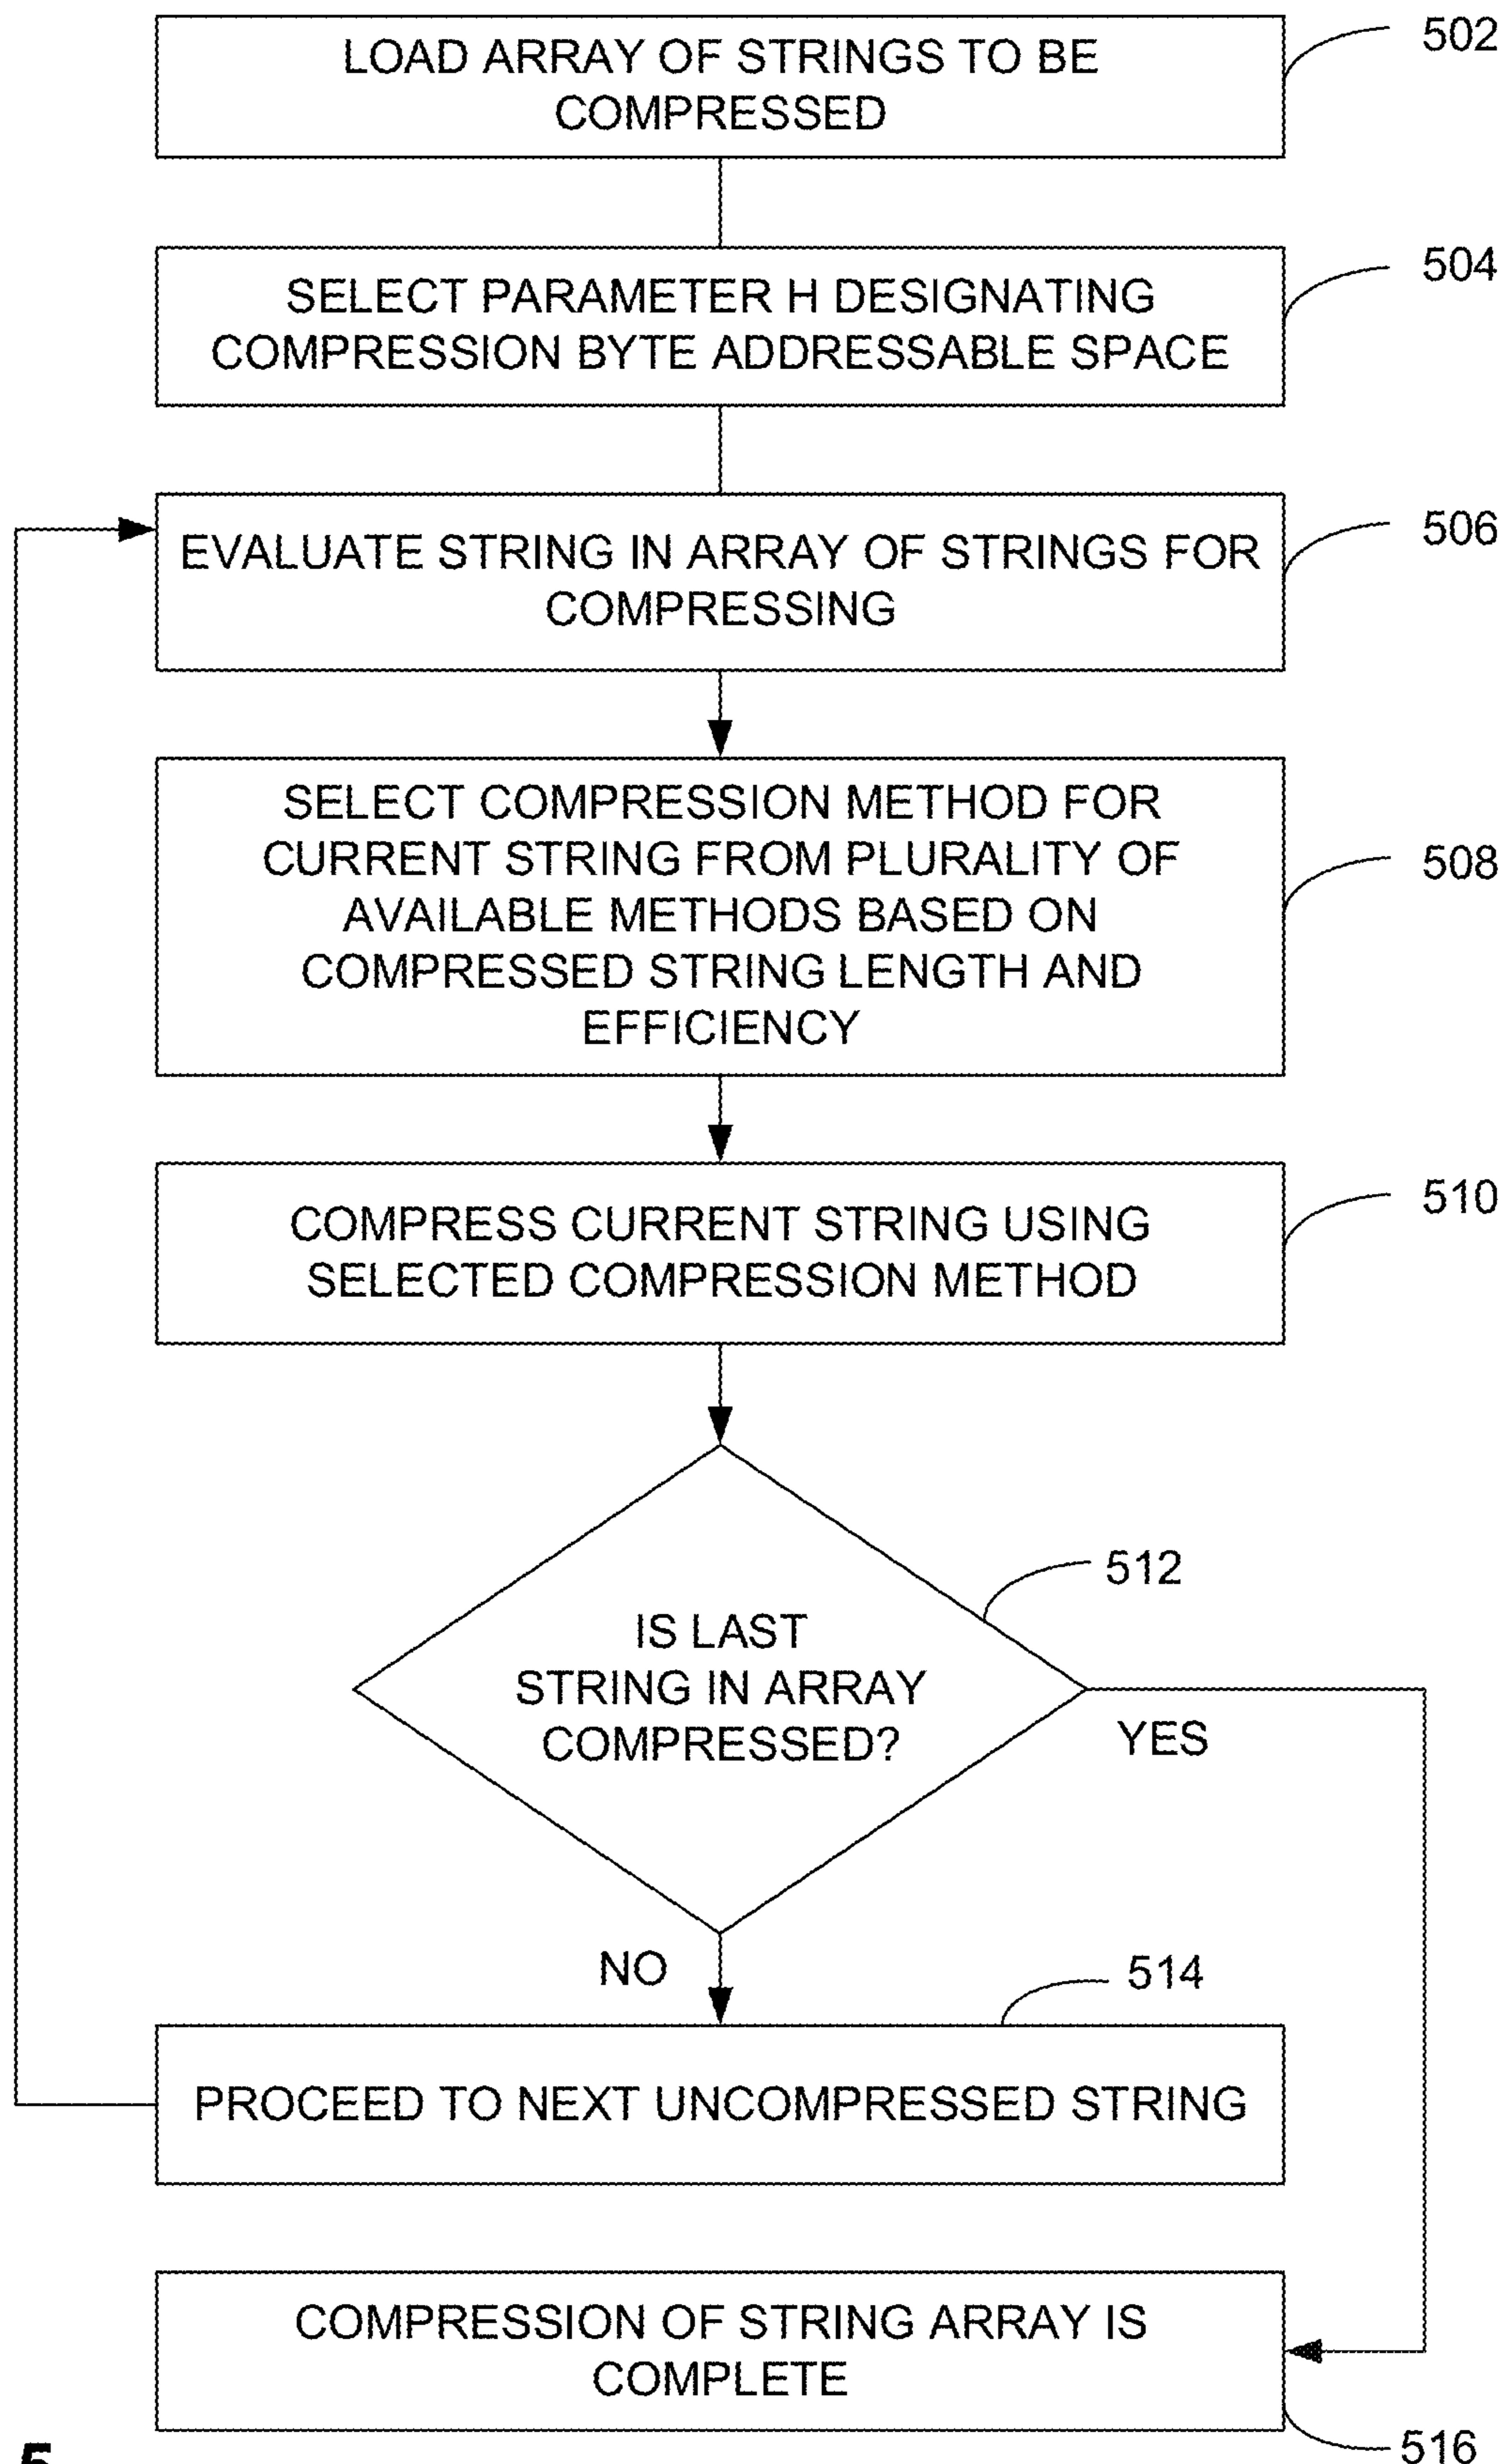 LOAD ARRAY OF STRINGS TO BE
COMPRESSED
502
SELECT PARAMETER H DESIGNATING
COMPRESSION BYTE ADDRESSABLE SPACE
504
EVALUATE STRING IN ARRAY OF STRINGS FOR
COMPRESSING
506
SELECT COMPRESSION METHOD FOR
CURRENT STRING FROM PLURALITY OF
AVAILABLE METHODS BASED ON
COMPRESSED STRING LENGTH AND
EFFICIENCY
508
COMPRESS CURRENT STRING USING
SELECTED COMPRESSION METHOD
510
IS LAST
STRING IN ARRAY
COMPRESSED?
512
YES
NO
514
PROCEED TO NEXT UNCOMPRESSED STRING
COMPRESSION OF STRING ARRAY IS
COMPLETE
516
5